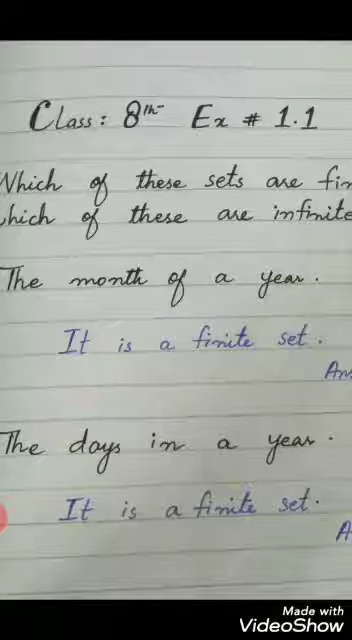 Class: 8th Ex # 1.1
Which of these sets are fin
which of these are infinite
The month of a year.
It is a finite set.
Ans
The days in a year.
It is a finite set.
A
Made with
VideoShow